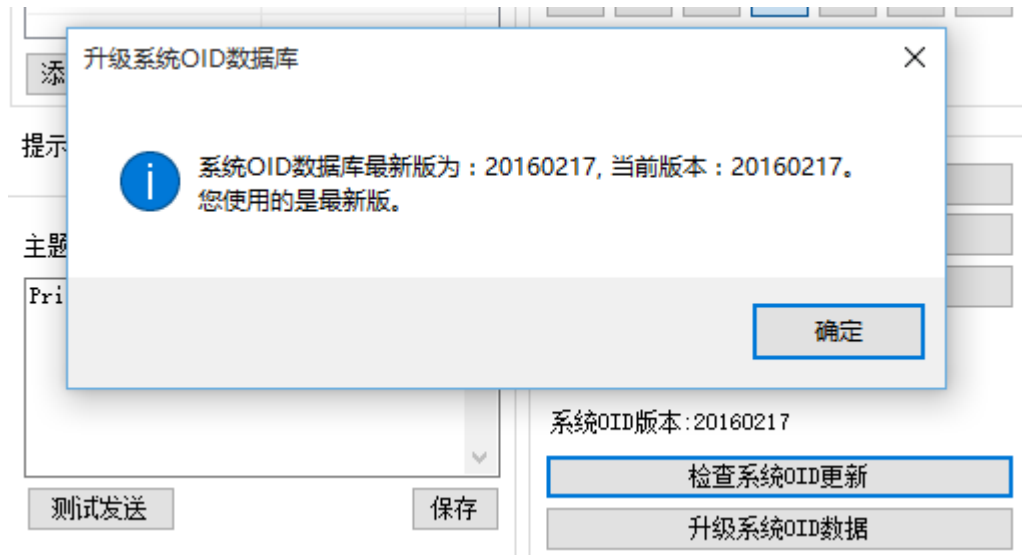 升级系统OID数据库
系统OID数据库最新版为：20160217, 当前版本：20160217。
您使用的是最新版。
确定
添
提示
主题
Pri
测试发送
保存
系统OID版本:20160217
检查系统OID更新
升级系统OID数据